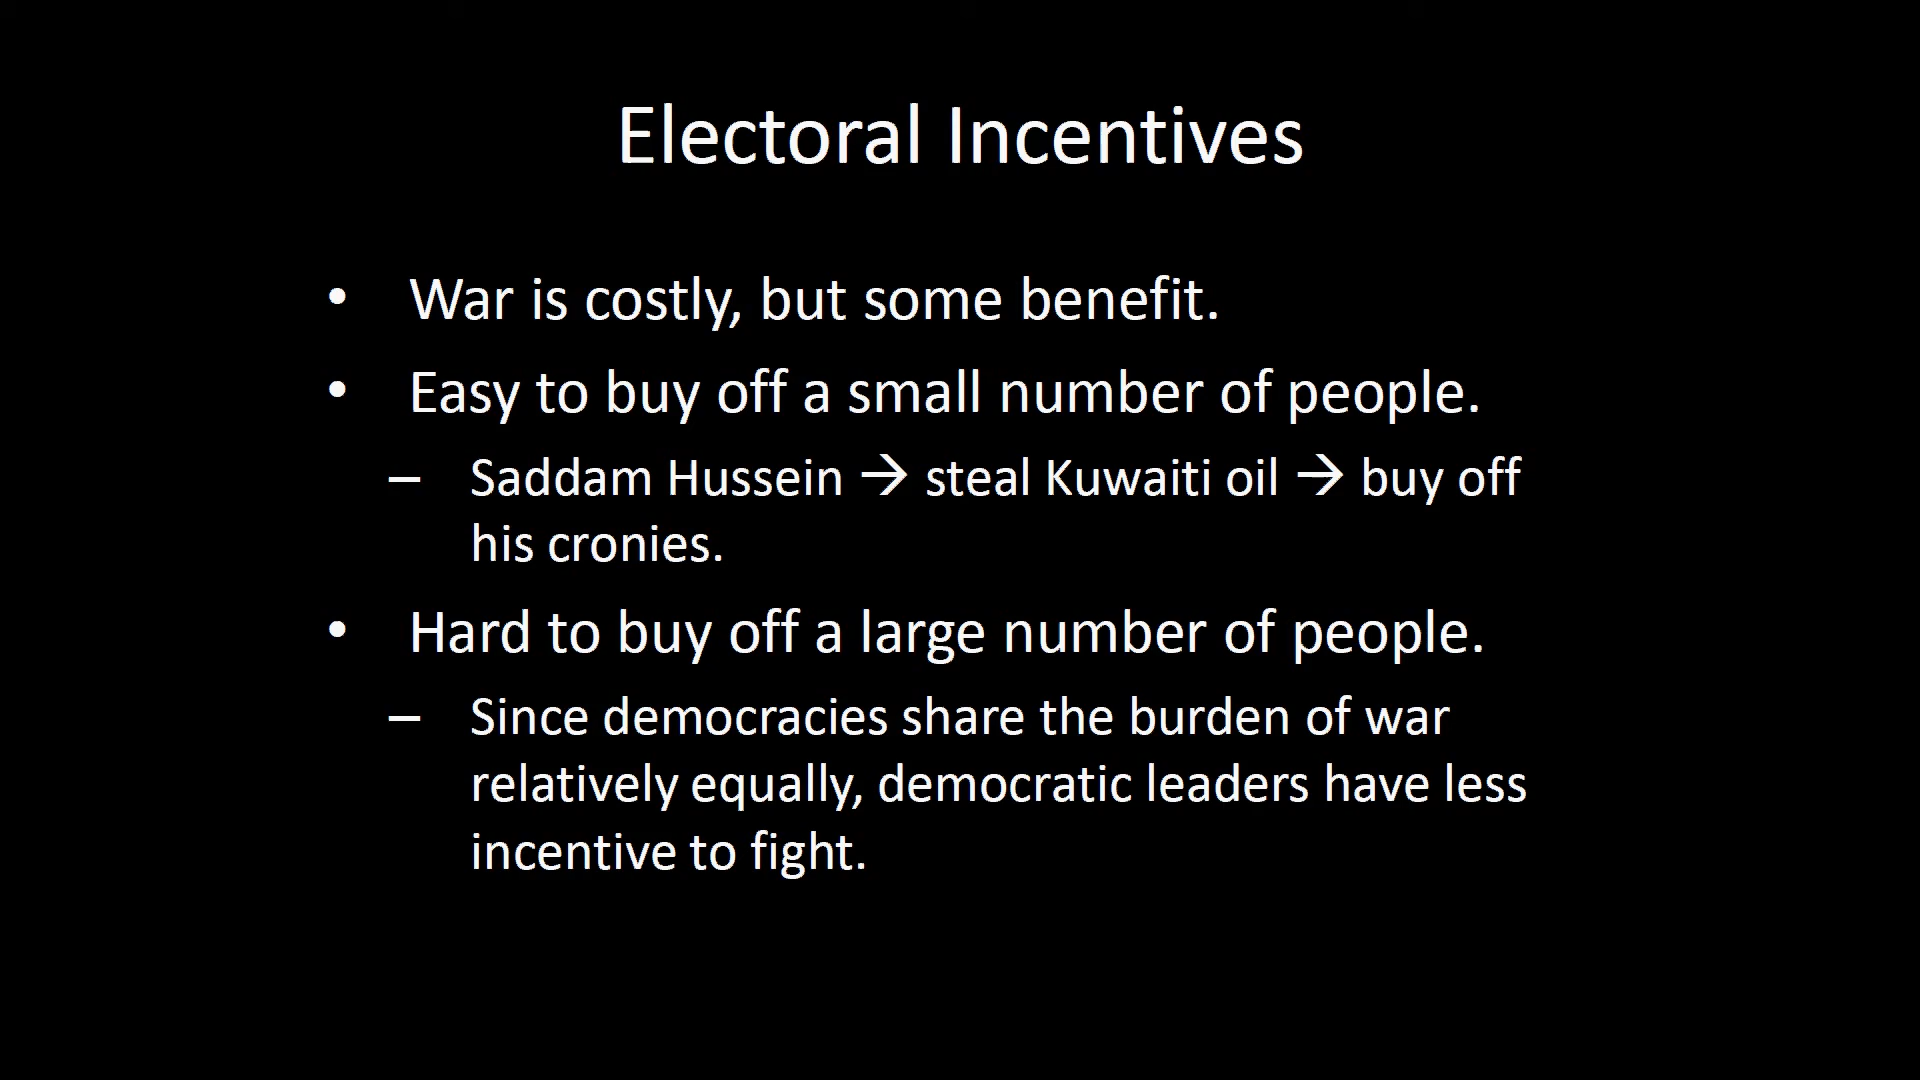 Electoral Incentives
• War is costly, but some benefit.
• Easy to buy off a small number of people.
– Saddam Hussein → steal Kuwaiti oil → buy off
his cronies.
• Hard to buy off a large number of people.
– Since democracies share the burden of war
relatively equally, democratic leaders have less
incentive to fight.